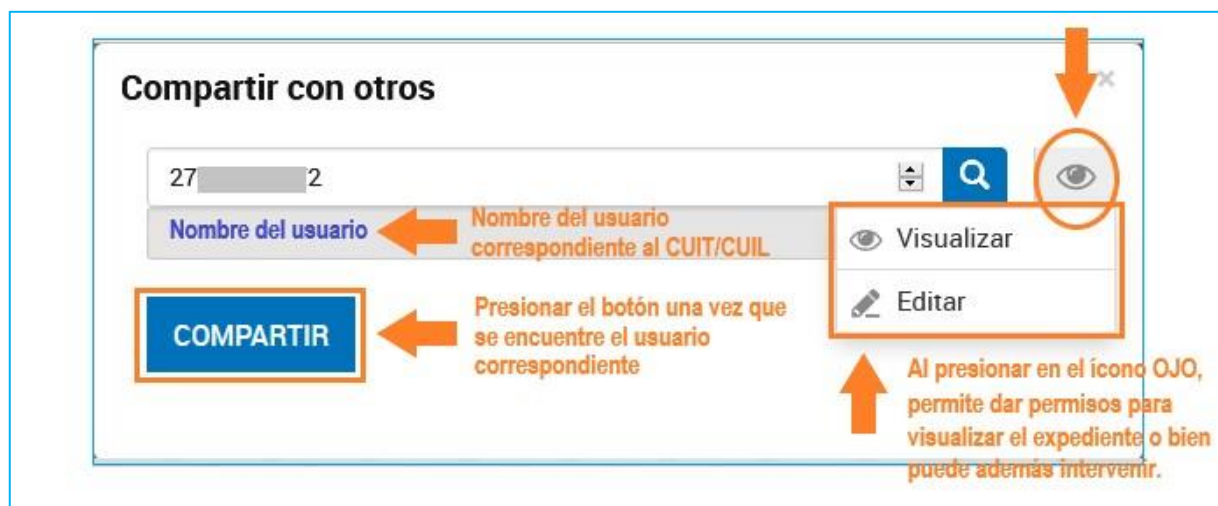 Compartir con otros
×
27 2
Nombre del usuario
Nombre del usuario
correspondiente al CUIT/CUIL
Visualizar
Editar
COMPARTIR
Presionar el botón una vez que
se encuentre el usuario
correspondiente
Al presionar en el ícono OJO,
permite dar permisos para
visualizar el expediente o bien
puede además intervenir.